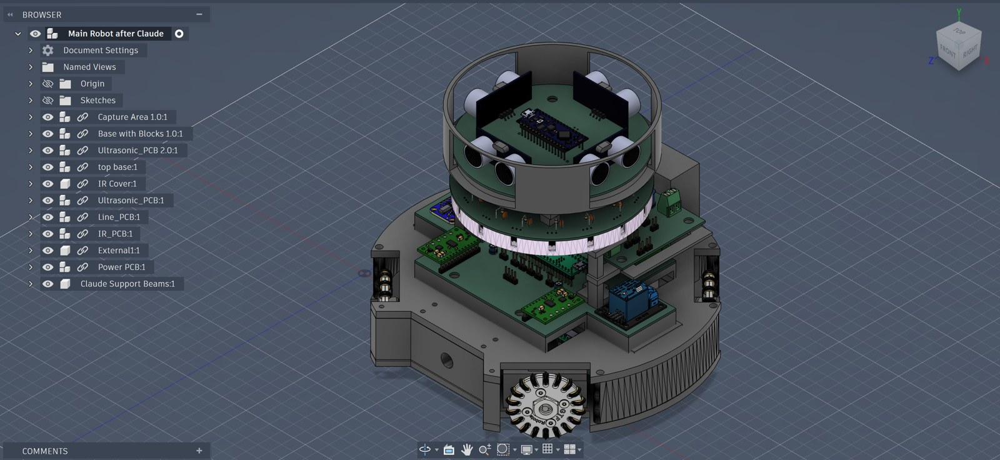 BROWSER
Main Robot after Claude
Document Settings
Named Views
Origin
Sketches
Capture Area 1.0:1
Base with Blocks 1.0:1
Ultrasonic_PCB 2.0:1
top base:1
IR Cover:1
Ultrasonic_PCB:1
Line_PCB:1
IR_PCB:1
External1:1
Power PCB:1
Claude Support Beams:1
COMMENTS
Y
TOP
FRONT
RIGHT
Z
X